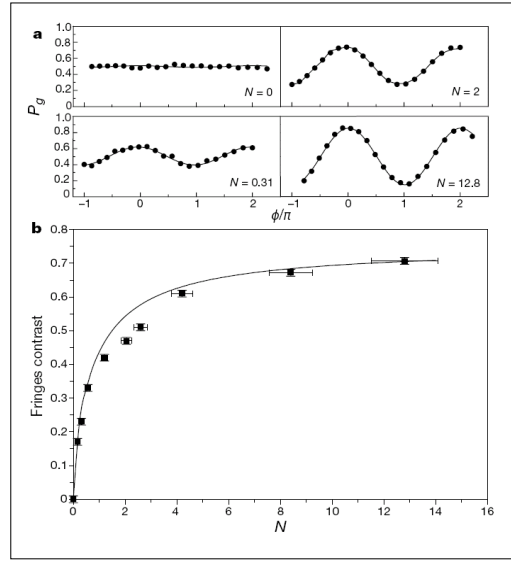 a
1.0
0.8
0.6
0.4
0.2
0
N = 0
N = 2
P_g
1.0
0.8
0.6
0.4
0.2
0
N = 0.31
N = 12.8
−1 0 1 2 −1 0 1 2
ϕ/π
b
0.8
0.7
0.6
0.5
0.4
0.3
0.2
0.1
0
Fringes contrast
0 2 4 6 8 10 12 14 16
N